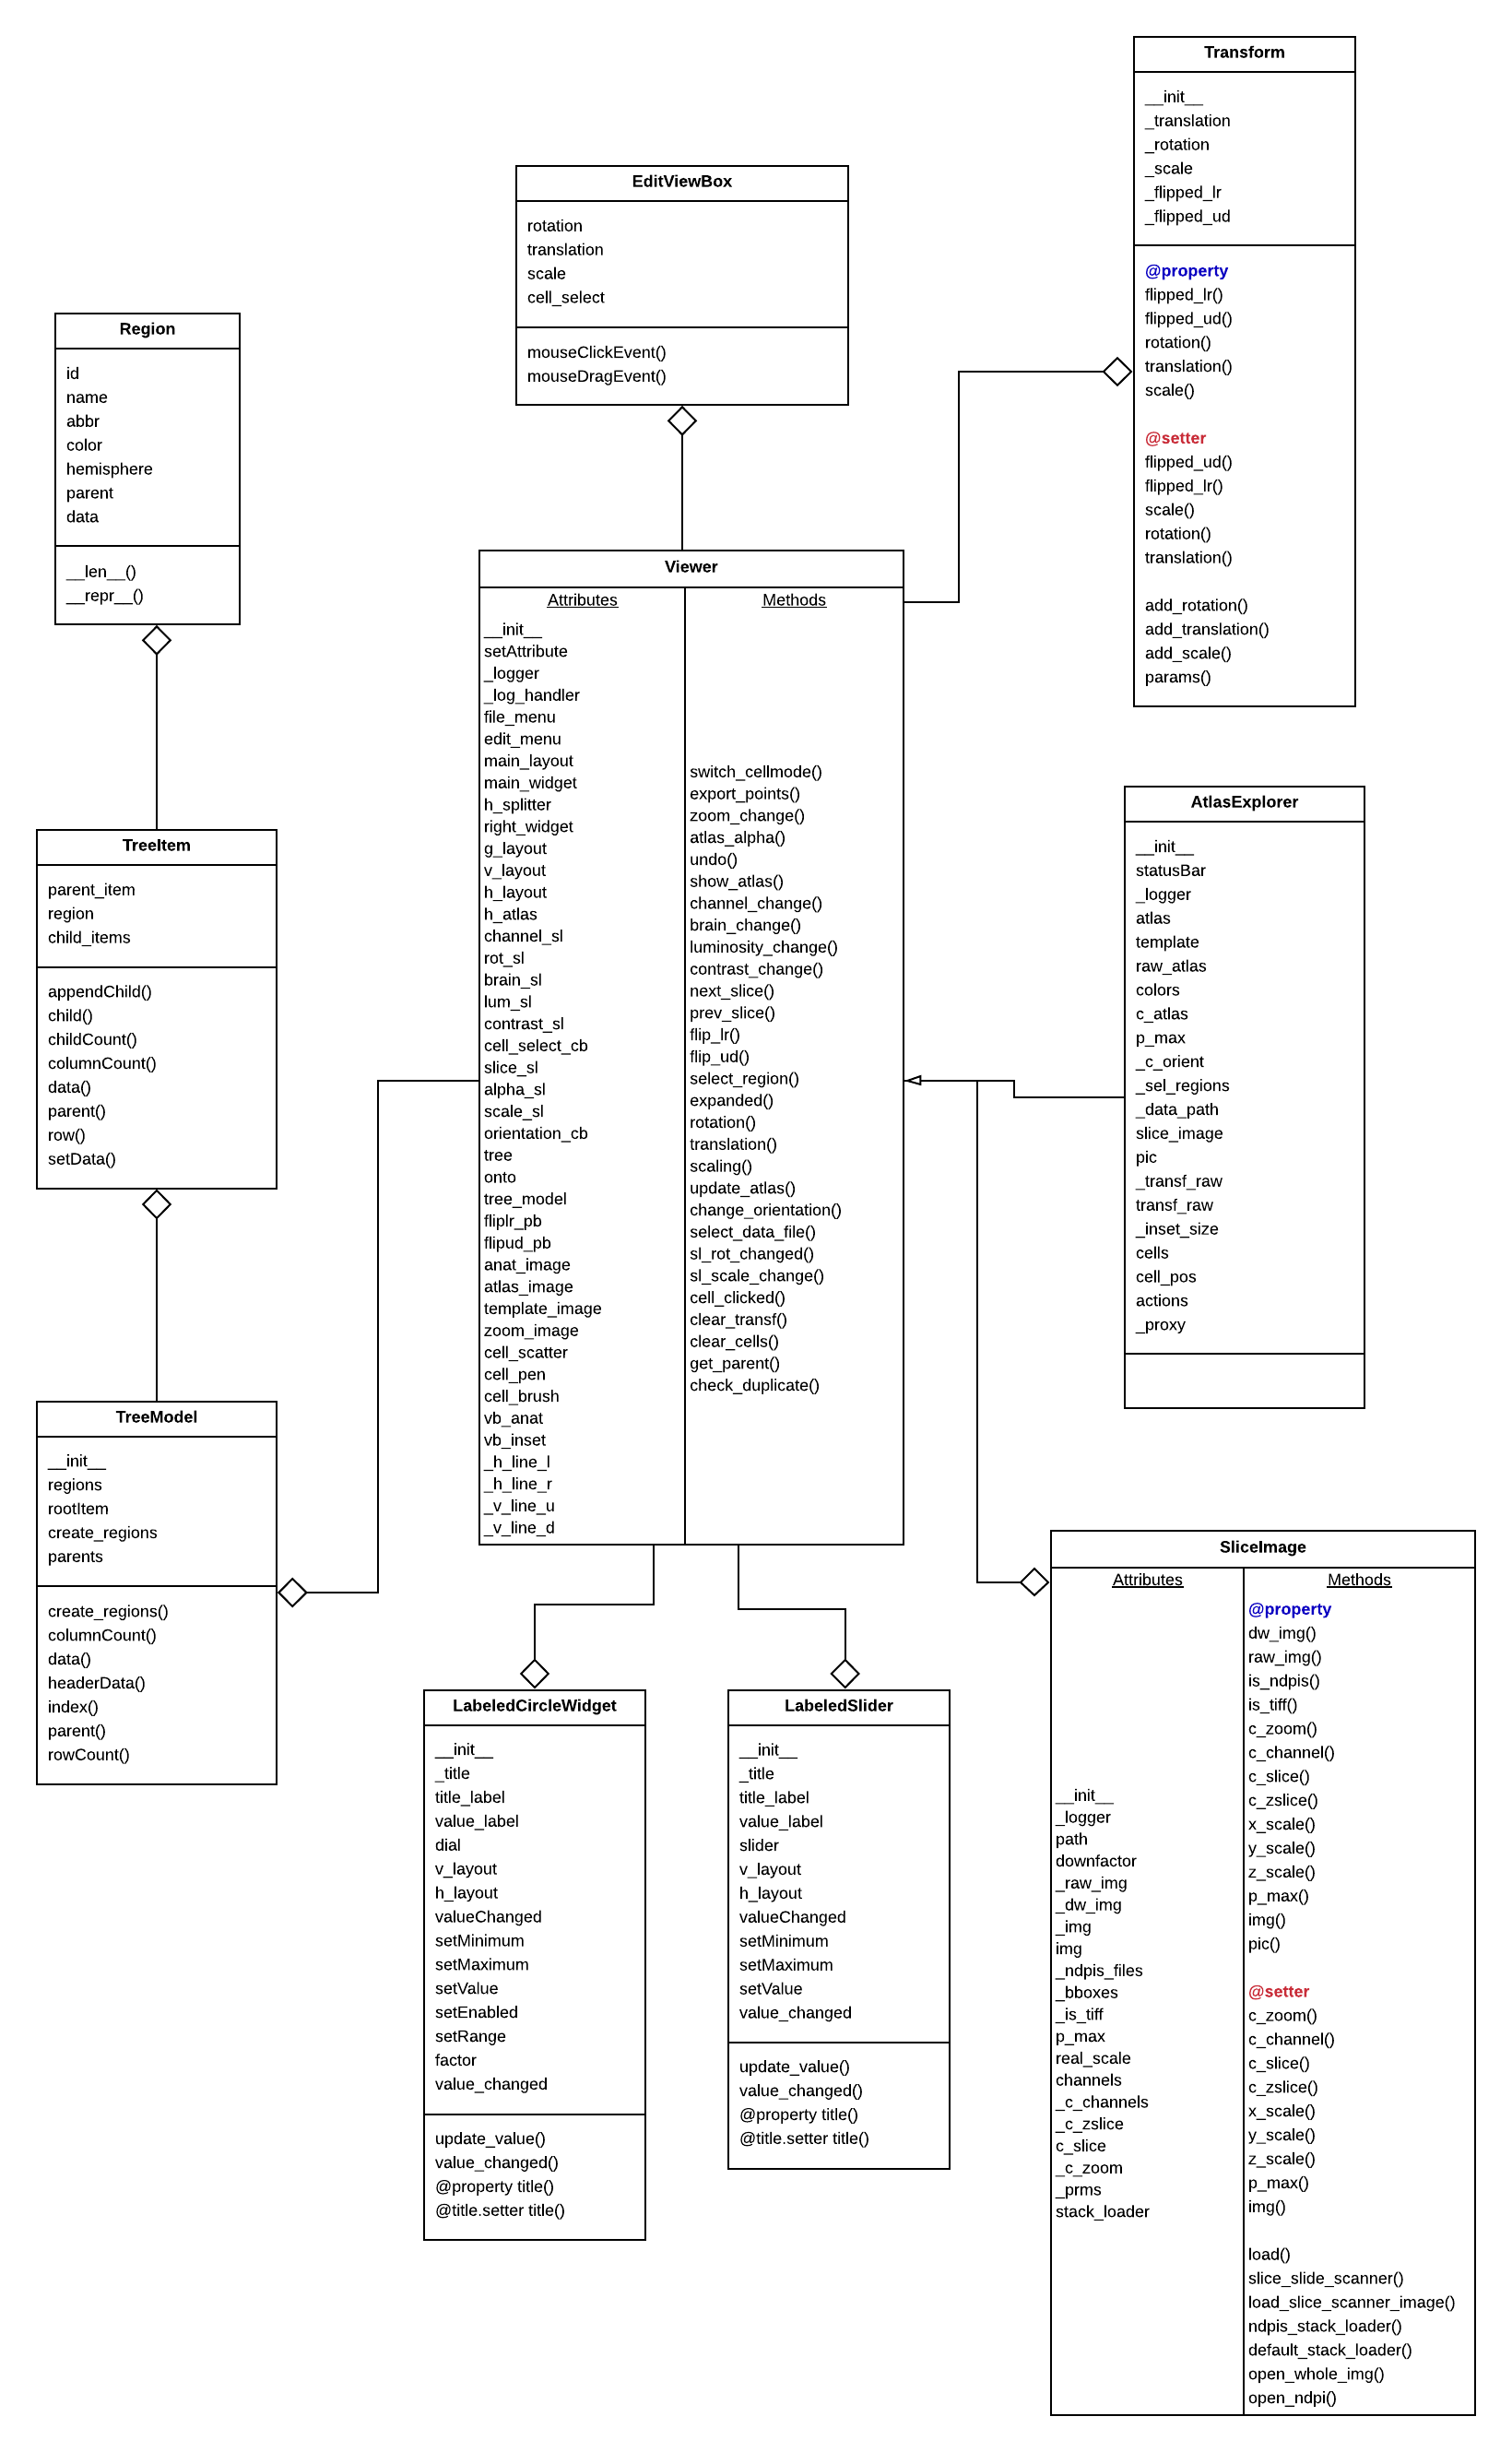 Transform
__init__
_translation
_rotation
_scale
_flipped_lr
_flipped_ud
@property
flipped_lr()
flipped_ud()
rotation()
translation()
scale()
@setter
flipped_ud()
flipped_lr()
scale()
rotation()
translation()
add_rotation()
add_translation()
add_scale()
params()
EditViewBox
rotation
translation
scale
cell_select
mouseClickEvent()
mouseDragEvent()
Region
id
name
abbr
color
hemisphere
parent
data
__len__()
__repr__()
TreeItem
parent_item
region
child_items
appendChild()
child()
childCount()
columnCount()
data()
parent()
row()
setData()
TreeModel
__init__
regions
rootItem
create_regions
parents
create_regions()
columnCount()
data()
headerData()
index()
parent()
rowCount()
Viewer
Attributes
__init__
setAttribute
_logger
_log_handler
file_menu
edit_menu
main_layout
main_widget
h_splitter
right_widget
g_layout
v_layout
h_layout
h_atlas
channel_sl
rot_sl
brain_sl
lum_sl
contrast_sl
cell_select_cb
slice_sl
alpha_sl
scale_sl
orientation_cb
tree
onto
tree_model
fliplr_pb
flipud_pb
anat_image
atlas_image
template_image
zoom_image
cell_scatter
cell_pen
cell_brush
vb_anat
vb_inset
_h_line_l
_h_line_r
_v_line_u
_v_line_d
Methods
switch_cellmode()
export_points()
zoom_change()
atlas_alpha()
undo()
show_atlas()
channel_change()
brain_change()
luminosity_change()
contrast_change()
next_slice()
prev_slice()
flip_lr()
flip_ud()
select_region()
expanded()
rotation()
translation()
scaling()
update_atlas()
change_orientation()
select_data_file()
sl_rot_changed()
sl_scale_change()
cell_clicked()
clear_transf()
clear_cells()
get_parent()
check_duplicate()
AtlasExplorer
__init__
statusBar
_logger
atlas
template
raw_atlas
colors
c_atlas
p_max
_c_orient
_sel_regions
_data_path
slice_image
pic
_transf_raw
transf_raw
_inset_size
cells
cell_pos
actions
_proxy
LabeledCircleWidget
__init__
_title
title_label
value_label
dial
v_layout
h_layout
valueChanged
setMinimum
setMaximum
setValue
setEnabled
setRange
factor
value_changed
update_value()
value_changed()
@property title()
@title.setter title()
LabeledSlider
__init__
_title
title_label
value_label
slider
v_layout
h_layout
valueChanged
setMinimum
setMaximum
setValue
value_changed
update_value()
value_changed()
@property title()
@title.setter title()
SliceImage
Attributes
__init__
_logger
path
downfactor
_raw_img
_dw_img
_img
img
_ndpis_files
_bboxes
_is_tiff
p_max
real_scale
channels
_c_channels
_c_zslice
c_slice
_c_zoom
_prms
stack_loader
Methods
@property
dw_img()
raw_img()
is_ndpis()
is_tiff()
c_zoom()
c_channel()
c_slice()
c_zslice()
x_scale()
y_scale()
z_scale()
p_max()
img()
pic()
@setter
c_zoom()
c_channel()
c_slice()
c_zslice()
x_scale()
y_scale()
z_scale()
p_max()
img()
load()
slice_slide_scanner()
load_slice_scanner_image()
ndpis_stack_loader()
default_stack_loader()
open_whole_img()
open_ndpi()